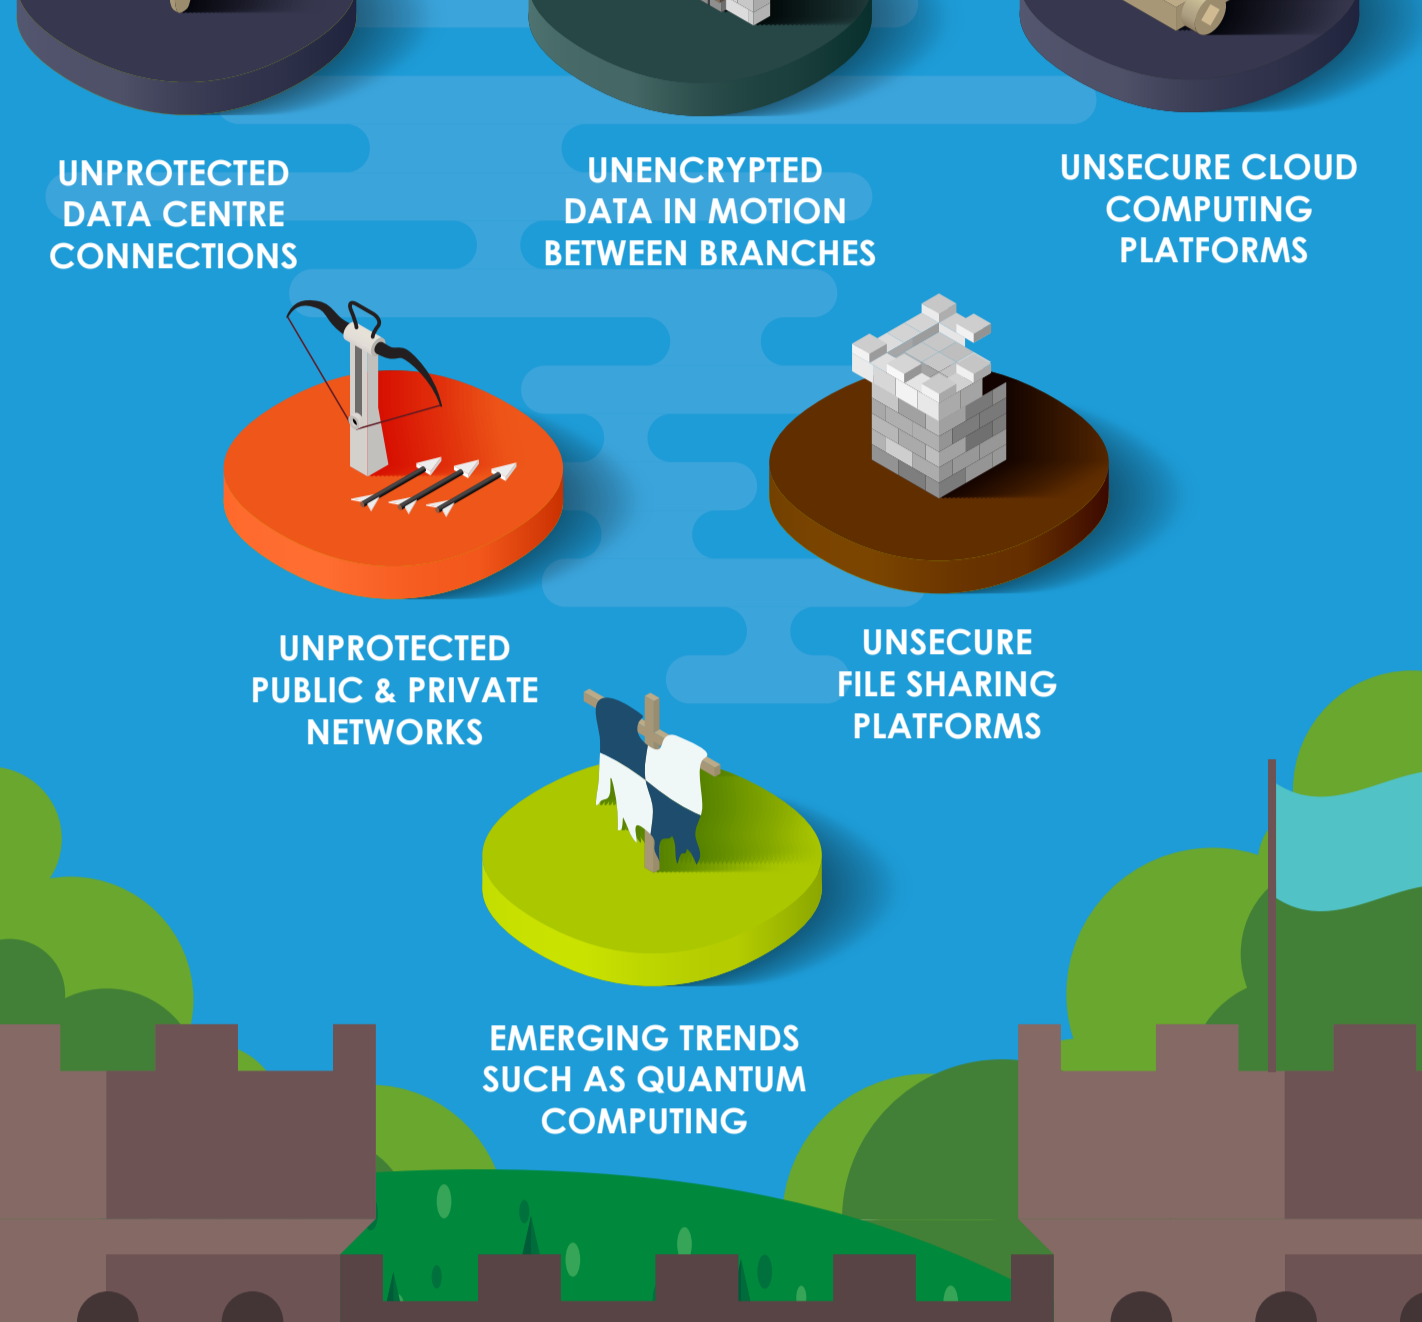 UNPROTECTED
DATA CENTRE
CONNECTIONS
UNENCRYPTED
DATA IN MOTION
BETWEEN BRANCHES
UNSECURE CLOUD
COMPUTING
PLATFORMS
UNPROTECTED
PUBLIC & PRIVATE
NETWORKS
UNSECURE
FILE SHARING
PLATFORMS
EMERGING TRENDS
SUCH AS QUANTUM
COMPUTING